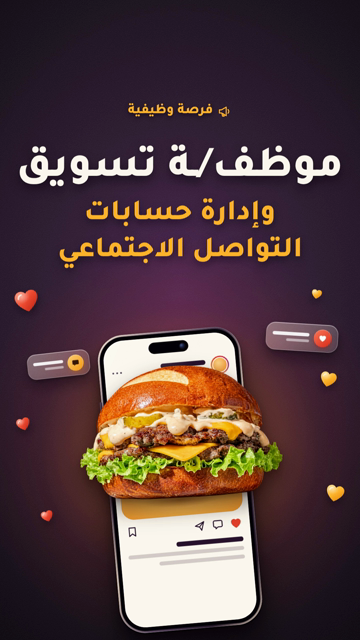 فرصة وظيفية
موظف/ة تسويق
وإدارة حسابات
التواصل الاجتماعي